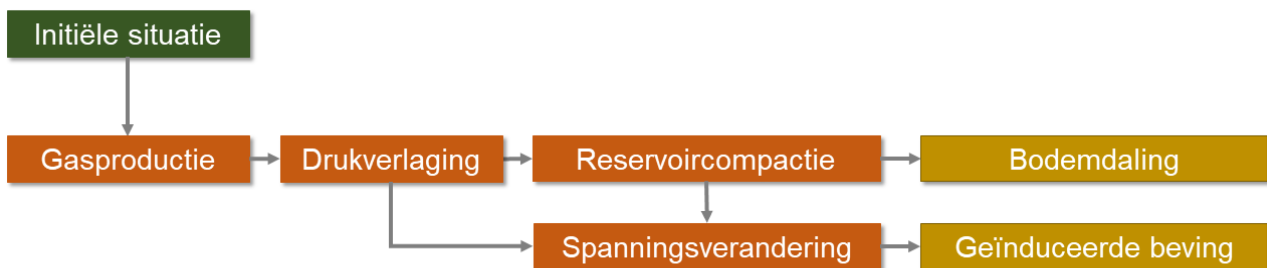 Initiële situatie
Gasproductie
Drukverlaging
Reservoircompactie
Bodemdaling
Spanningsverandering
Geïnduceerde beving